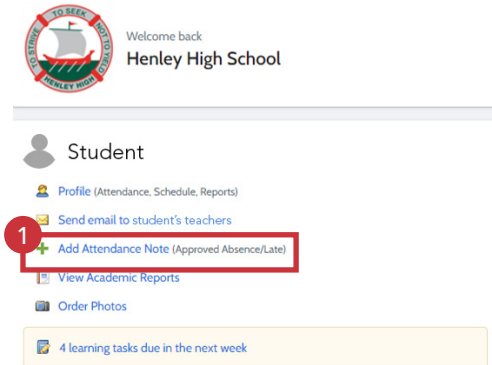 TO SEEK
TO STRIVE
NOT TO YIELD
HENLEY HIGH
Welcome back
Henley High School
Student
Profile (Attendance, Schedule, Reports)
Send email to student's teachers
1
Add Attendance Note (Approved Absence/Late)
View Academic Reports
Order Photos
4 learning tasks due in the next week